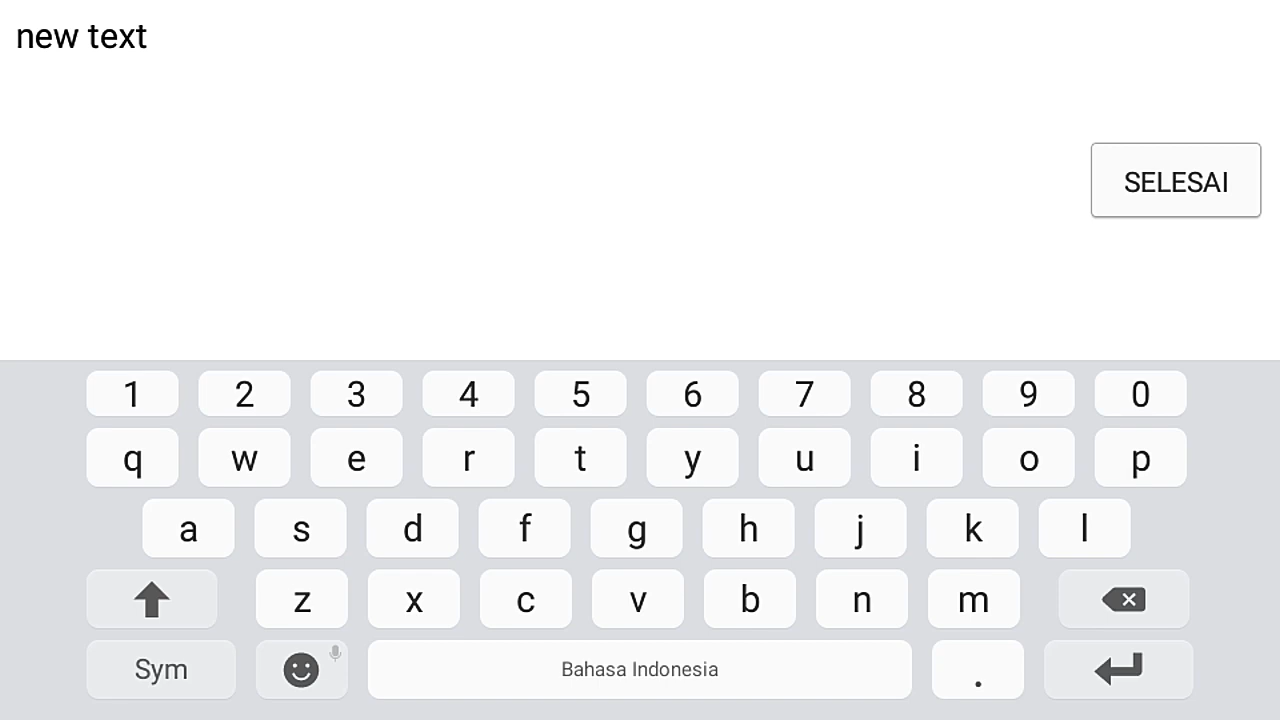 new text
SELESAI
1 2 3 4 5 6 7 8 9 0
q w e r t y u i o p
a s d f g h j k l
z x c v b n m
Sym Bahasa Indonesia .